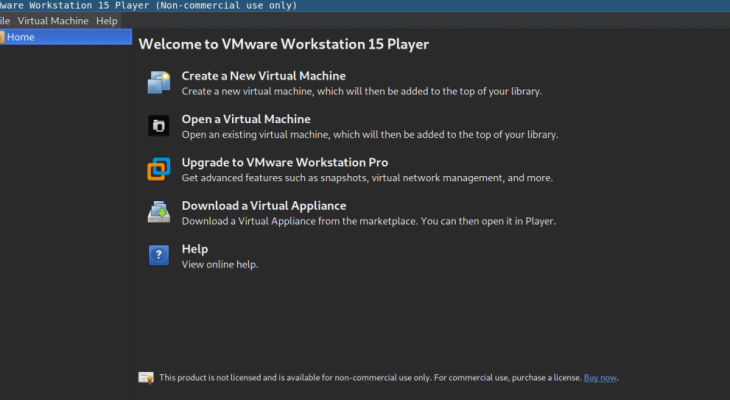 ware Workstation 15 Player (Non-commercial use only)
ile Virtual Machine Help
Home
Welcome to VMware Workstation 15 Player
Create a New Virtual Machine
Create a new virtual machine, which will then be added to the top of your library.
Open a Virtual Machine
Open an existing virtual machine, which will then be added to the top of your library.
Upgrade to VMware Workstation Pro
Get advanced features such as snapshots, virtual network management, and more.
Download a Virtual Appliance
Download a Virtual Appliance from the marketplace. You can then open it in Player.
? Help
View online help.
This product is not licensed and is available for non-commercial use only. For commercial use, purchase a license. Buy now.